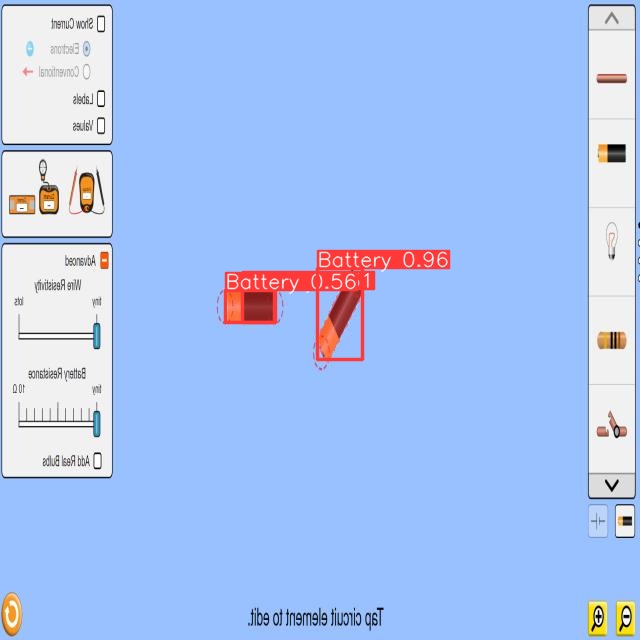 Show Current
Electrons
Conventional
Labels
Values
Advanced
Wire Resistivity
tiny
lots
Battery Resistance
tiny
10 Ω
Add Real Bulbs
Battery 0.96
Battery 0.56
Tap circuit element to edit.